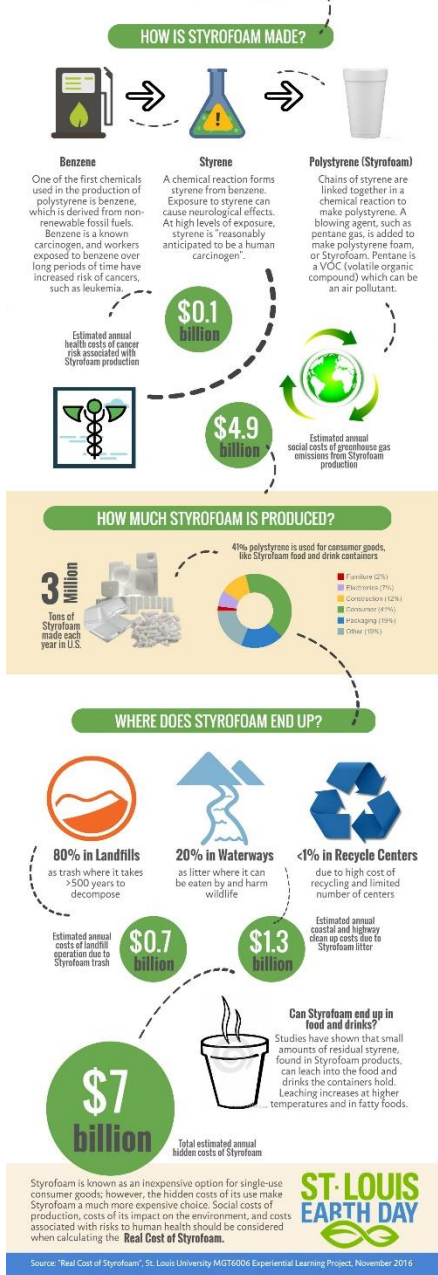 HOW IS STYROFOAM MADE?
Benzene
One of the first chemicals
used in the production of
polystyrene is benzene,
which is derived from non-
renewable fossil fuels.
Benzene is a known
carcinogen, and workers
exposed to benzene over
long periods of time have
increased risk of cancers,
such as leukemia.
Styrene
A chemical reaction forms
styrene from benzene.
Exposure to styrene can
cause neurological effects.
At high levels of exposure,
styrene is "reasonably
anticipated to be a human
carcinogen".
Polystyrene (Styrofoam)
Chains of styrene are
linked together in a
chemical reaction to
make polystyrene. A
blowing agent, such as
pentane gas, is added to
make polystyrene foam,
or Styrofoam. Pentane is
a VOC (volatile organic
compound) which can be
an air pollutant.
$0.1
billion
Estimated annual
health costs of cancer
risk associated with
Styrofoam production
$4.9
billion
Estimated annual
social costs of greenhouse gas
emissions from Styrofoam
production
HOW MUCH STYROFOAM IS PRODUCED?
3 Million
Tons of
Styrofoam
made each
year in U.S.
41% polystyrene is used for consumer goods,
like Styrofoam food and drink containers
Furniture (2%)
Electronics (7%)
Construction (12%)
Consumer (41%)
Packaging (19%)
Other (19%)
WHERE DOES STYROFOAM END UP?
80% in Landfills
as trash where it takes
>500 years to
decompose
20% in Waterways
as litter where it can
be eaten by and harm
wildlife
<1% in Recycle Centers
due to high cost of
recycling and limited
number of centers
Estimated annual
costs of landfill
operation due to
Styrofoam trash
$0.7
billion
$1.3
billion
Estimated annual
coastal and highway
clean up costs due to
Styrofoam litter
Can Styrofoam end up in
food and drinks?
Studies have shown that small
amounts of residual styrene,
found in Styrofoam products,
can leach into the food and
drinks the containers hold.
Leaching increases at higher
temperatures and in fatty foods.
$7
billion
Total estimated annual
hidden costs of Styrofoam
Styrofoam is known as an inexpensive option for single-use
consumer goods; however, the hidden costs of its use make
Styrofoam a much more expensive choice. Social costs of
production, costs of its impact on the environment, and costs
associated with risks to human health should be considered
when calculating the Real Cost of Styrofoam.
ST·LOUIS
EARTH DAY
Source: "Real Cost of Styrofoam", St. Louis University MGT6006 Experiential Learning Project, November 2016